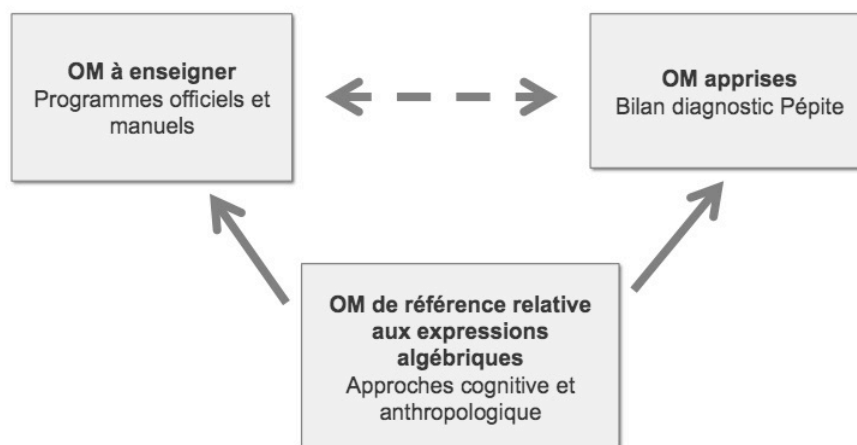 OM à enseigner
Programmes officiels et
manuels
OM apprises
Bilan diagnostic Pépite
OM de référence relative
aux expressions
algébriques
Approches cognitive et
anthropologique